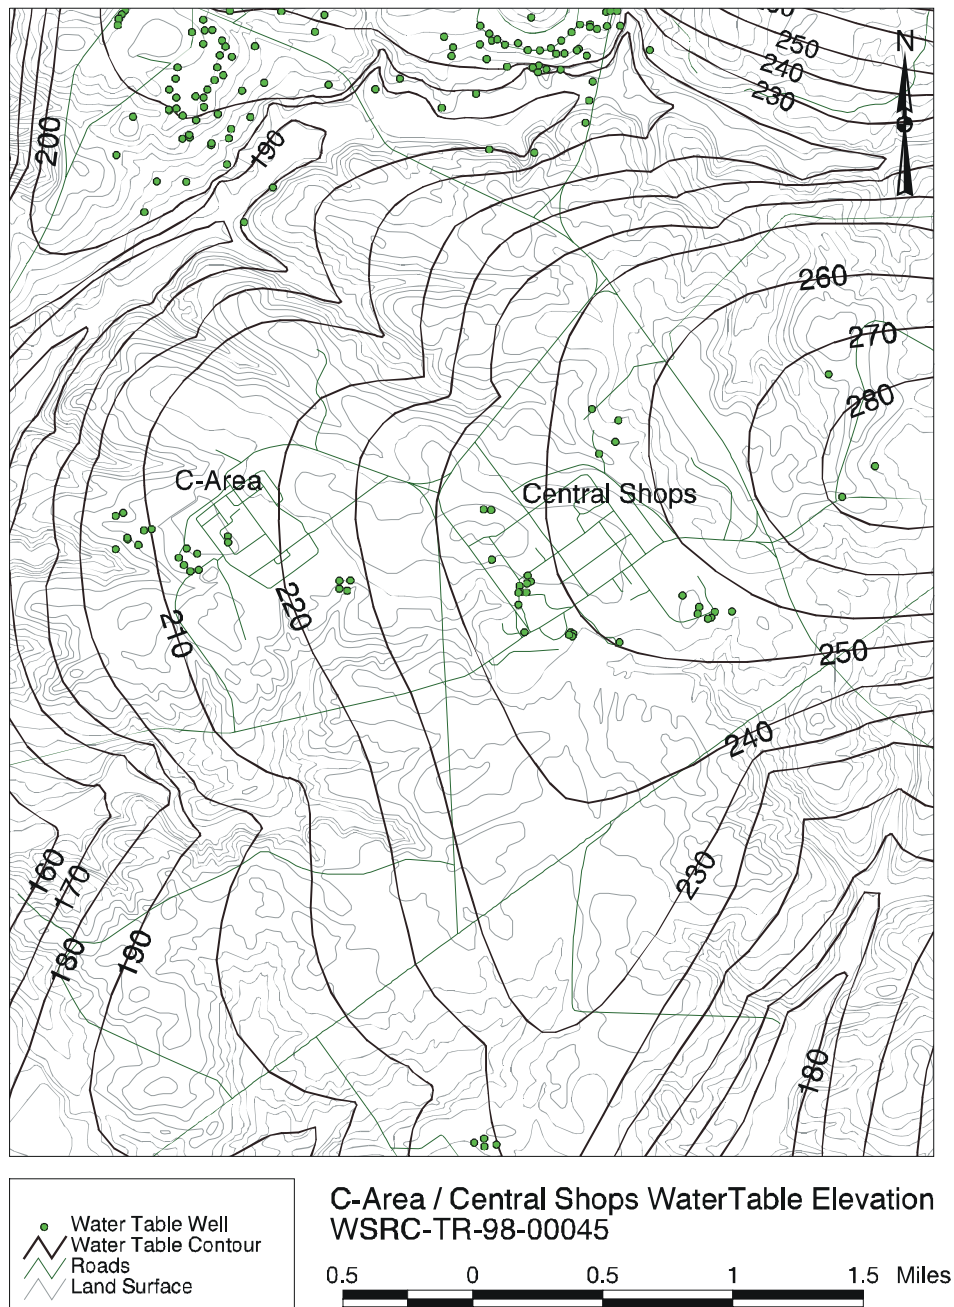 250
240
230
N
200
190
260
270
280
C-Area
Central Shops
210
220
250
240
230
160
170
180
190
180
Water Table Well
Water Table Contour
Roads
Land Surface
C-Area / Central Shops WaterTable Elevation
WSRC-TR-98-00045
0.5 0 0.5 1 1.5 Miles